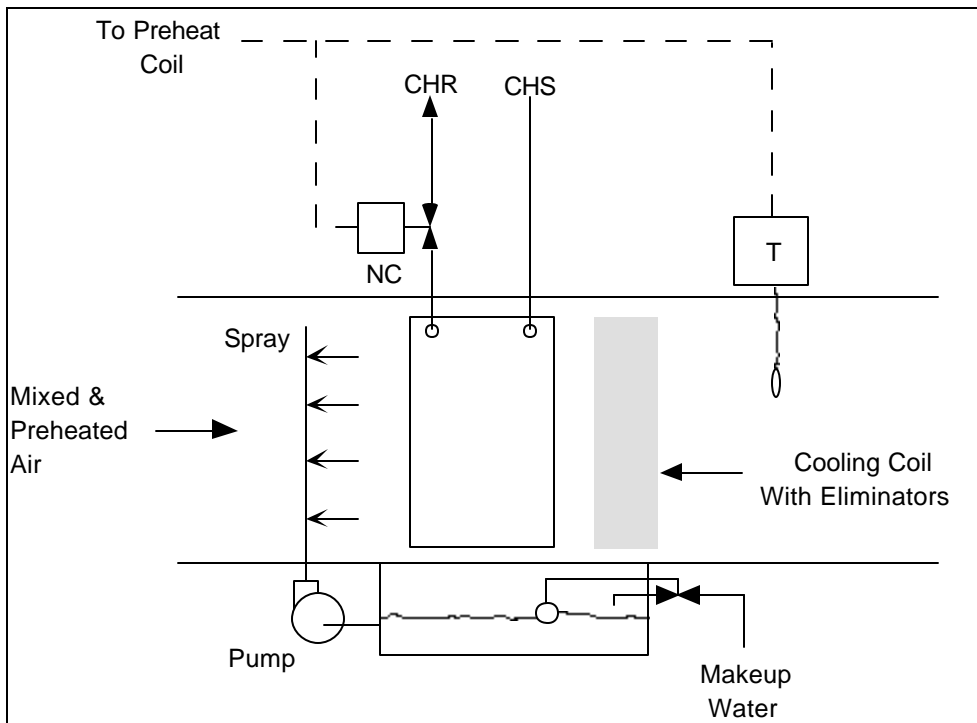 To Preheat
Coil
CHR
CHS
NC
T
Spray
Mixed &
Preheated
Air
Cooling Coil
With Eliminators
Pump
Makeup
Water